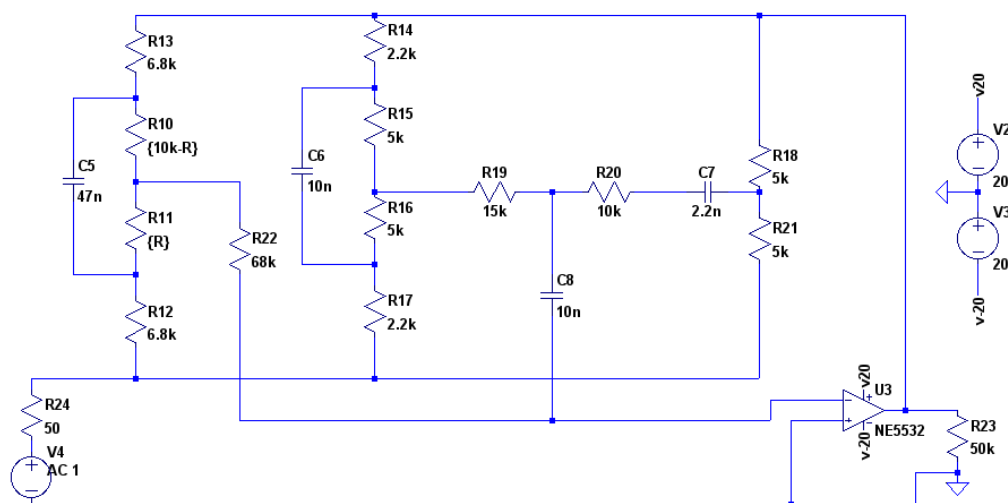 R13
6.8k
R14
2.2k
R10
{10k-R}
R15
5k
C5
47n
C6
10n
R19
15k
R20
10k
C7
2.2n
R18
5k
R11
{R}
R16
5k
R21
5k
R22
68k
R12
6.8k
R17
2.2k
C8
10n
v20
V2
20
V3
20
v-20
R24
50
V4
AC 1
v20
U3
NE5532
v-20
R23
50k